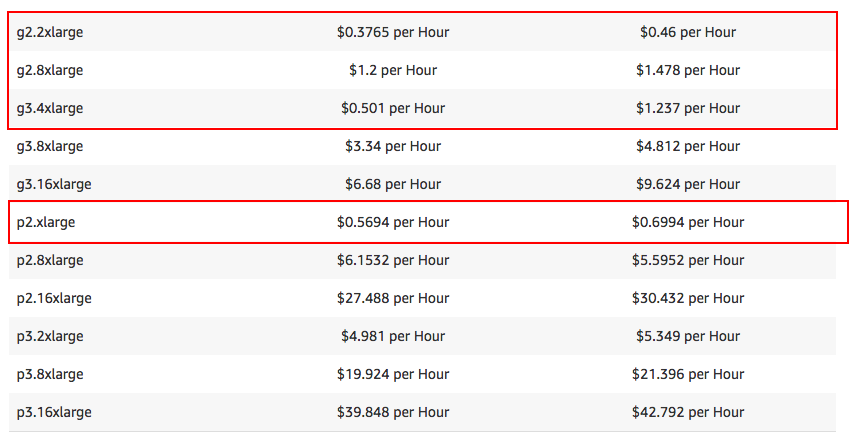 g2.2xlarge $0.3765 per Hour $0.46 per Hour
g2.8xlarge $1.2 per Hour $1.478 per Hour
g3.4xlarge $0.501 per Hour $1.237 per Hour
g3.8xlarge $3.34 per Hour $4.812 per Hour
g3.16xlarge $6.68 per Hour $9.624 per Hour
p2.xlarge $0.5694 per Hour $0.6994 per Hour
p2.8xlarge $6.1532 per Hour $5.5952 per Hour
p2.16xlarge $27.488 per Hour $30.432 per Hour
p3.2xlarge $4.981 per Hour $5.349 per Hour
p3.8xlarge $19.924 per Hour $21.396 per Hour
p3.16xlarge $39.848 per Hour $42.792 per Hour